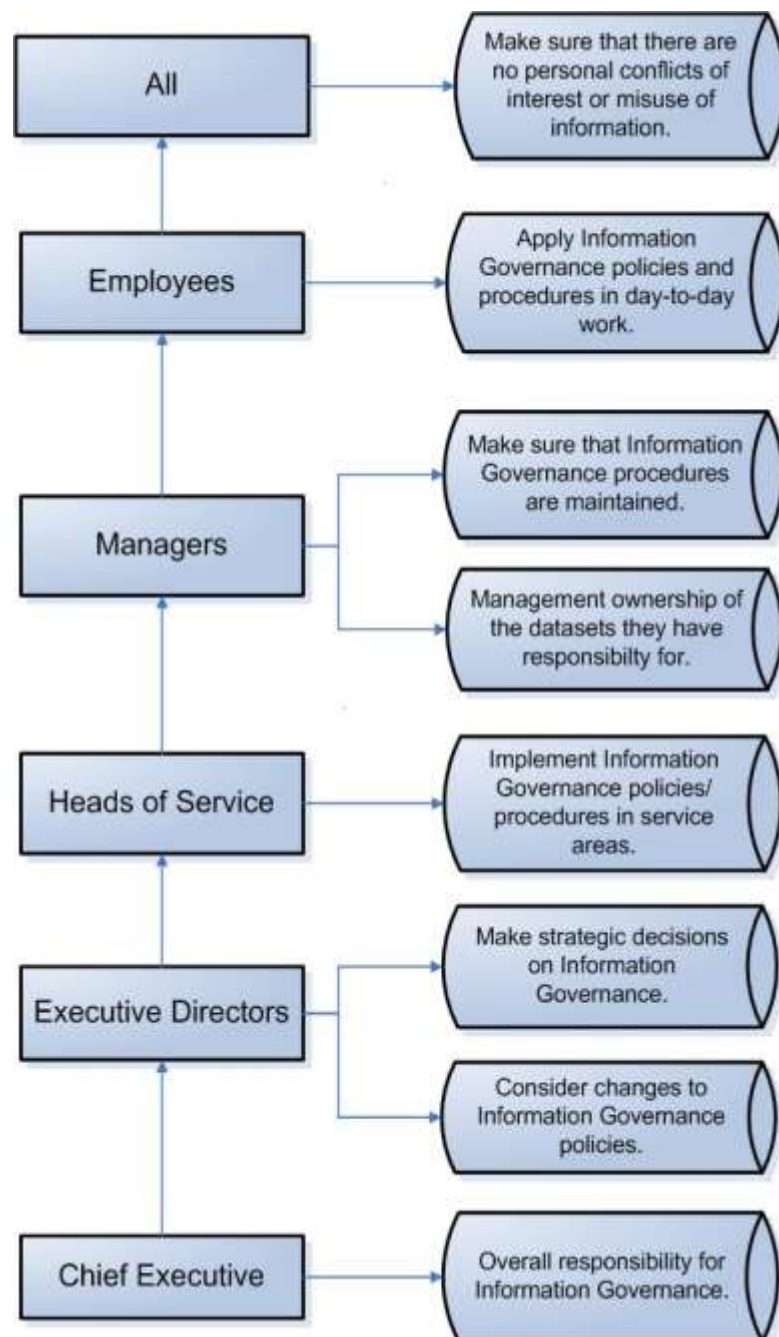 All
Make sure that there are
no personal conflicts of
interest or misuse of
information.
Employees
Apply Information
Governance policies and
procedures in day-to-day
work.
Managers
Make sure that Information
Governance procedures
are maintained.
Management ownership of
the datasets they have
responsibilty for.
Heads of Service
Implement Information
Governance policies/
procedures in service
areas.
Executive Directors
Make strategic decisions
on Information
Governance.
Consider changes to
Information Governance
policies.
Chief Executive
Overall responsibility for
Information Governance.